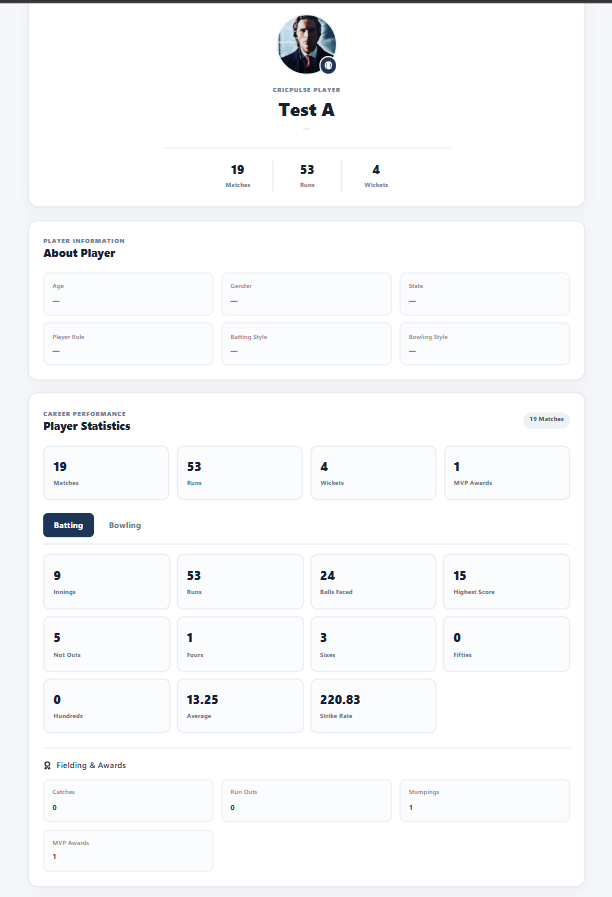 CRICPULSE PLAYER
Test A
—
19 53 4
Matches Runs Wickets
PLAYER INFORMATION
About Player
Age Gender State
— — —
Player Role Batting Style Bowling Style
— — —
CAREER PERFORMANCE
Player Statistics
19 Matches
19 53 4 1
Matches Runs Wickets MVP Awards
Batting Bowling
9 53 24 15
Innings Runs Balls Faced Highest Score
5 1 3 0
Not Outs Fours Sixes Fifties
0 13.25 220.83
Hundreds Average Strike Rate
Fielding & Awards
Catches Run Outs Stumpings
0 0 1
MVP Awards
1